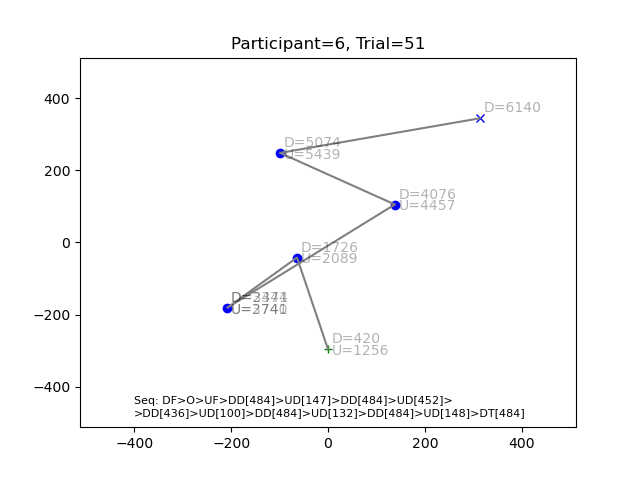 Participant=6, Trial=51
400
200
0
−200
−400
−400
−200
0
200
400
D=6140
D=5074
U=5439
D=4076
U=4457
D=1726
U=2089
U=2741
D=420
U=1256
Seq: DF>O>UF>DD[484]>UD[147]>DD[484]>UD[452]>
>DD[436]>UD[100]>DD[484]>UD[132]>DD[484]>UD[148]>DT[484]